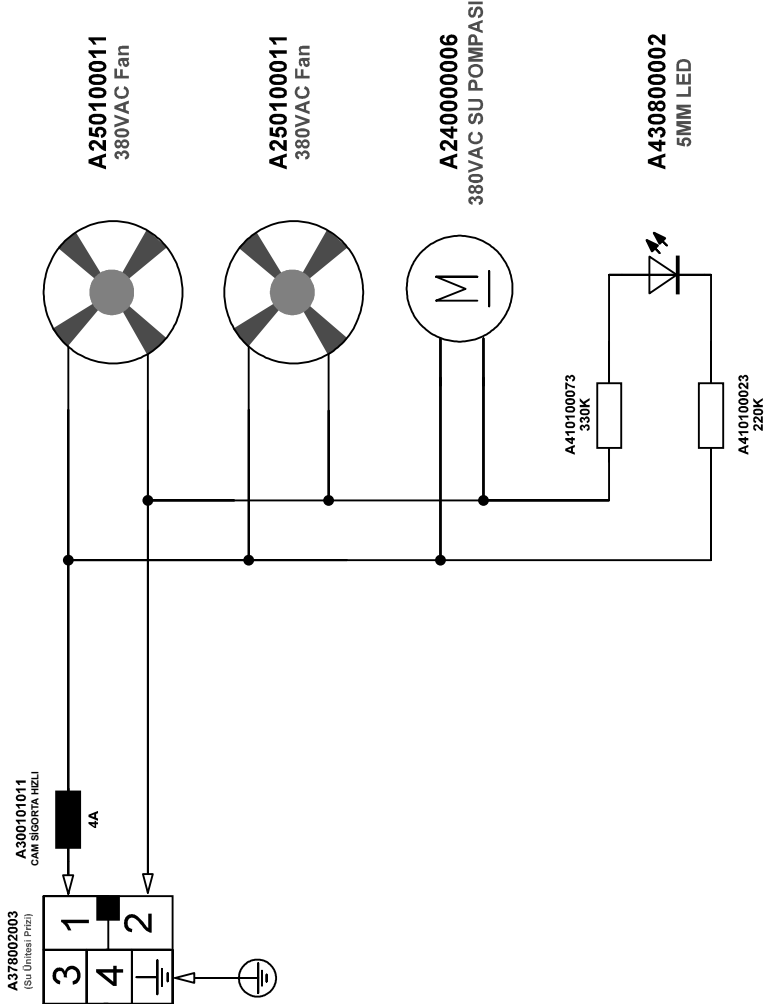 A250100011
380VAC Fan
A250100011
380VAC Fan
A240000006
380VAC SU POMPASI
A430800002
5MM LED
M
A410100073
330K
A410100023
220K
A300101011
CAM SİGORTA HIZLI
4A
A378002003
(Su Ünitesi Prizi)
1
2
3
4